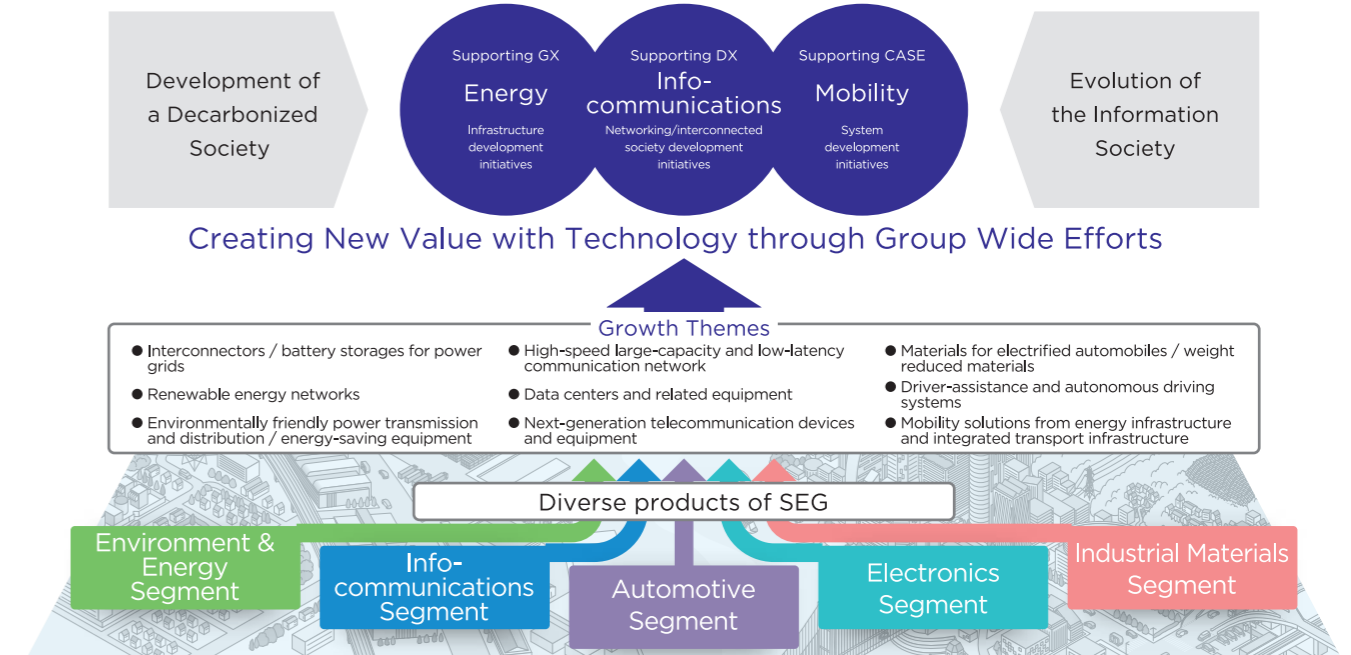 Development of
a Decarbonized
Society
Supporting GX
Energy
Infrastructure
development
initiatives
Supporting DX
Info-
communications
Networking/interconnected
society development
initiatives
Supporting CASE
Mobility
System
development
initiatives
Evolution of
the Information
Society
Creating New Value with Technology through Group Wide Efforts
Growth Themes
● Interconnectors / battery storages for power
grids
● Renewable energy networks
● Environmentally friendly power transmission
and distribution / energy-saving equipment
● High-speed large-capacity and low-latency
communication network
● Data centers and related equipment
● Next-generation telecommunication devices
and equipment
● Materials for electrified automobiles / weight
reduced materials
● Driver-assistance and autonomous driving
systems
● Mobility solutions from energy infrastructure
and integrated transport infrastructure
Diverse products of SEG
Environment &
Energy
Segment
Info-
communications
Segment
Automotive
Segment
Electronics
Segment
Industrial Materials
Segment